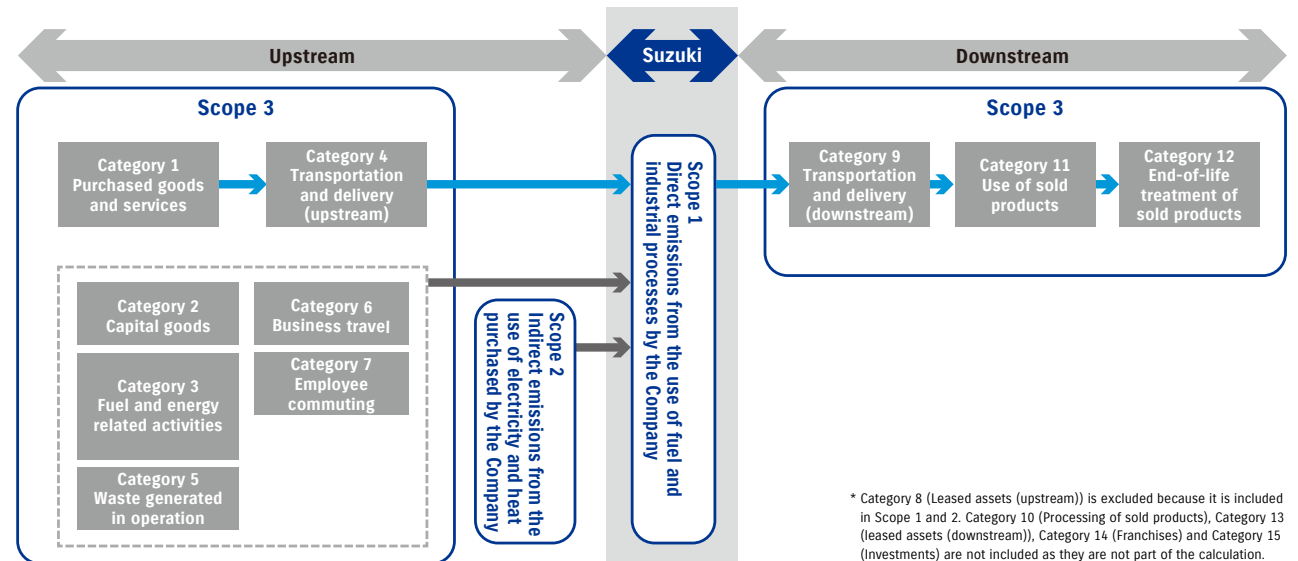 Upstream
Suzuki
Downstream
Scope 3
Category 1
Purchased goods
and services
Category 4
Transportation
and delivery
(upstream)
Category 2
Capital goods
Category 6
Business travel
Category 3
Fuel and energy
related activities
Category 7
Employee
commuting
Category 5
Waste generated
in operation
Scope 2
Indirect emissions from the
use of electricity and heat
purchased by the Company
Scope 1
Direct emissions from the use of fuel and
industrial processes by the Company
Scope 3
Category 9
Transportation
and delivery
(downstream)
Category 11
Use of sold
products
Category 12
End-of-life
treatment of
sold products
* Category 8 (Leased assets (upstream)) is excluded because it is included
in Scope 1 and 2. Category 10 (Processing of sold products), Category 13
(leased assets (downstream)), Category 14 (Franchises) and Category 15
(Investments) are not included as they are not part of the calculation.